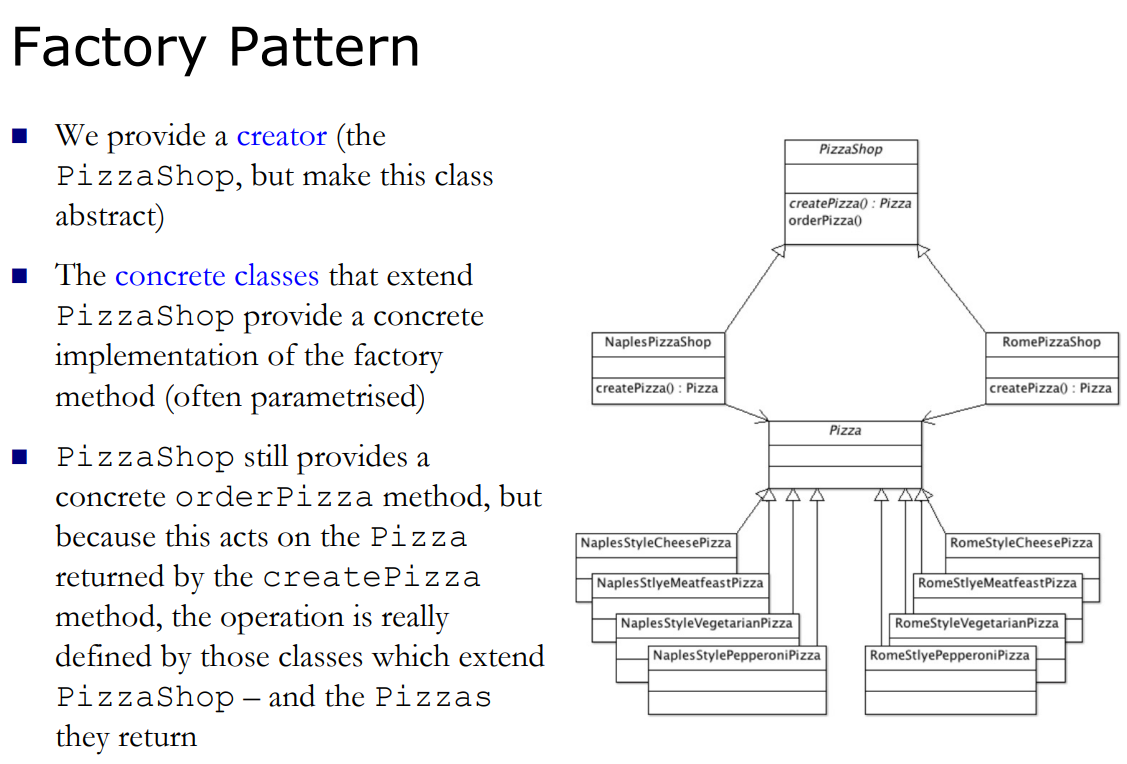 Factory Pattern
We provide a creator (the
PizzaShop, but make this class
abstract)
The concrete classes that extend
PizzaShop provide a concrete
implementation of the factory
method (often parametrised)
PizzaShop still provides a
concrete orderPizza method, but
because this acts on the Pizza
returned by the createPizza
method, the operation is really
defined by those classes which extend
PizzaShop – and the Pizzas
they return
PizzaShop
createPizza() : Pizza
orderPizza()
NaplesPizzaShop
createPizza() : Pizza
RomePizzaShop
createPizza() : Pizza
Pizza
NaplesStyleCheesePizza
NaplesStlyeMeatfeastPizza
NaplesStyleVegetarianPizza
NaplesStylePepperoniPizza
RomeStyleCheesePizza
RomeStlyeMeatfeastPizza
RomeStyleVegetarianPizza
RomeStlyePepperoniPizza